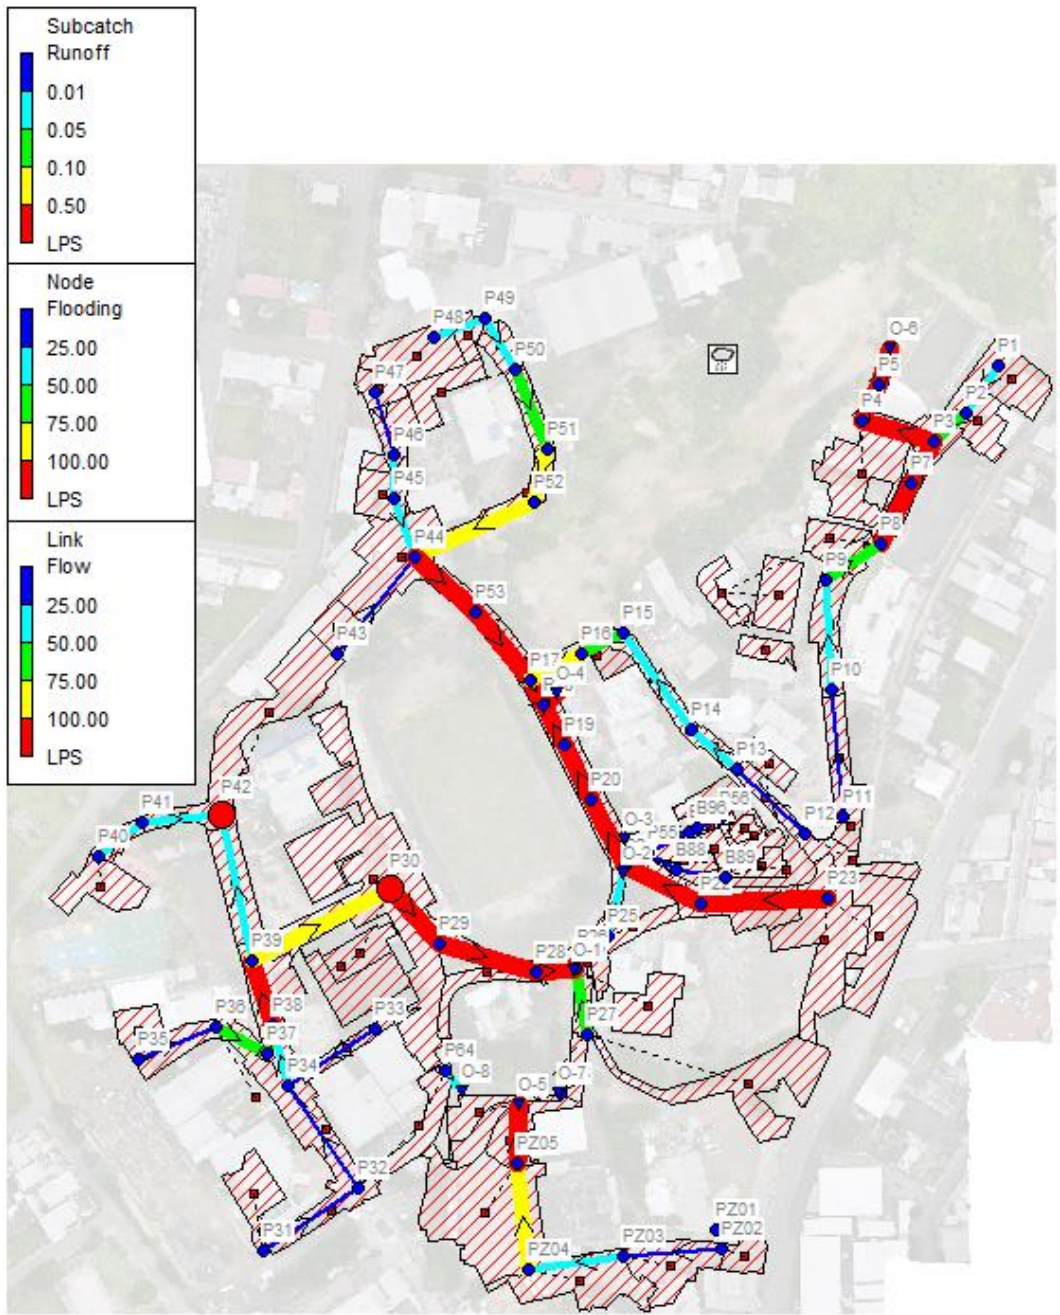 Subcatch
Runoff
0.01
0.05
0.10
0.50
LPS
Node
Flooding
25.00
50.00
75.00
100.00
LPS
Link
Flow
25.00
50.00
75.00
100.00
LPS
P49
P48
P50
P47
P46
P51
P45
P52
P44
P53
P43
O-6
P1
P5
P2
P4
P3
P7
P8
P9
P15
P16
P17
O-4
P10
P19
P14
P13
P20
P42
P41
P40
P11
P12
O-3
B96
P56
P55
B88
B89
O-2
P22
P23
P30
P29
P25
P39
P28
O-1
P38
P36
P37
P35
P33
P34
P27
P64
O-8
O-5
O-7
PZ05
P32
P31
PZ01
PZ02
PZ03
PZ04